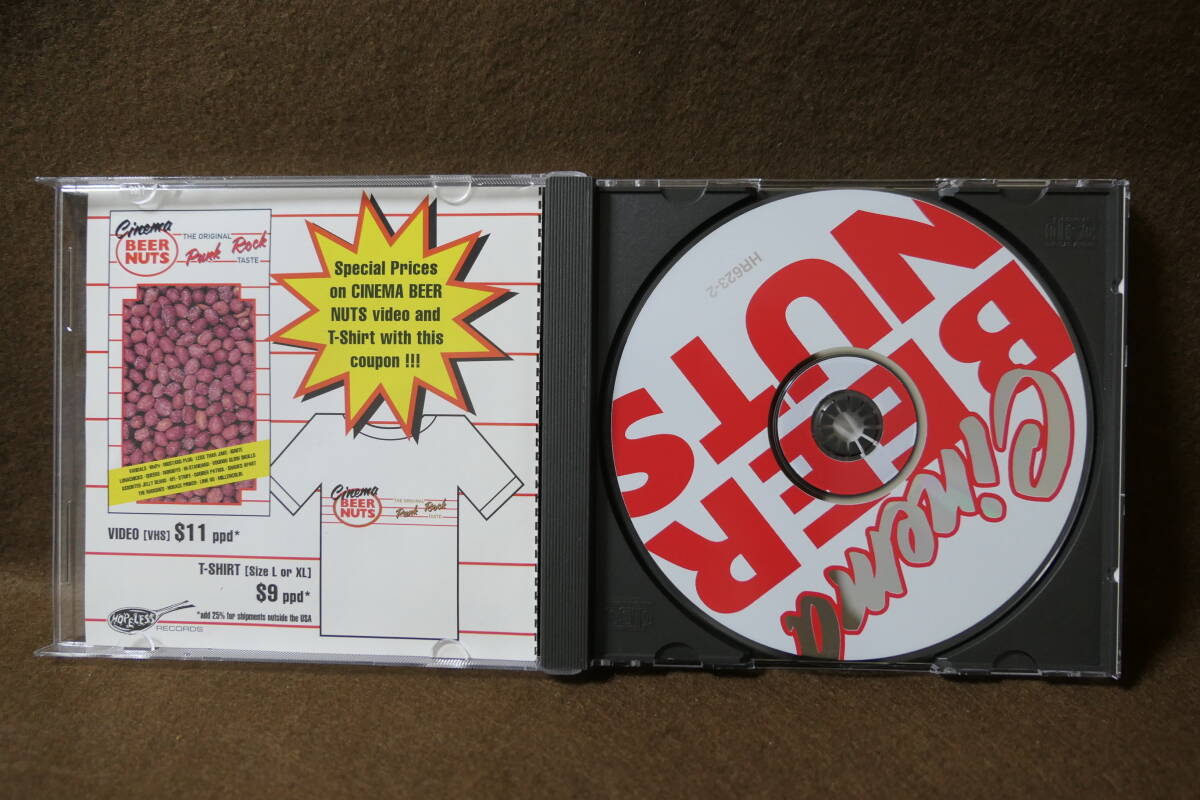 Cinema
BEER
NUTS
THE ORIGINAL
Punk Rock
TASTE
Special Prices
on CINEMA BEER
NUTS video and
T-Shirt with this
coupon !!!
VIDEO [VHS] $11 ppd*
T-SHIRT [Size L or XL]
$9 ppd*
*add 25% for shipments outside the USA
HOPELESS
RECORDS
Cinema
BEER
NUTS
THE ORIGINAL
Punk Rock
TASTE
HR623-2
Cinema
BEER
NUTS